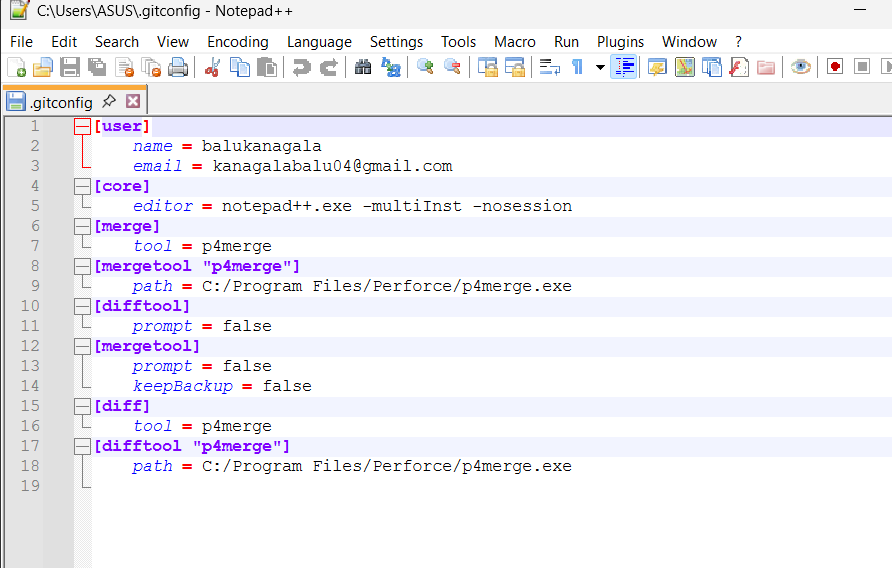 C:\Users\ASUS\.gitconfig - Notepad++
File Edit Search View Encoding Language Settings Tools Macro Run Plugins Window ?
.gitconfig
1 [user]
2 name = balukanagala
3 email = kanagalabalu04@gmail.com
4 [core]
5 editor = notepad++.exe -multiInst -nosession
6 [merge]
7 tool = p4merge
8 [mergetool "p4merge"]
9 path = C:/Program Files/Perforce/p4merge.exe
10 [difftool]
11 prompt = false
12 [mergetool]
13 prompt = false
14 keepBackup = false
15 [diff]
16 tool = p4merge
17 [difftool "p4merge"]
18 path = C:/Program Files/Perforce/p4merge.exe
19